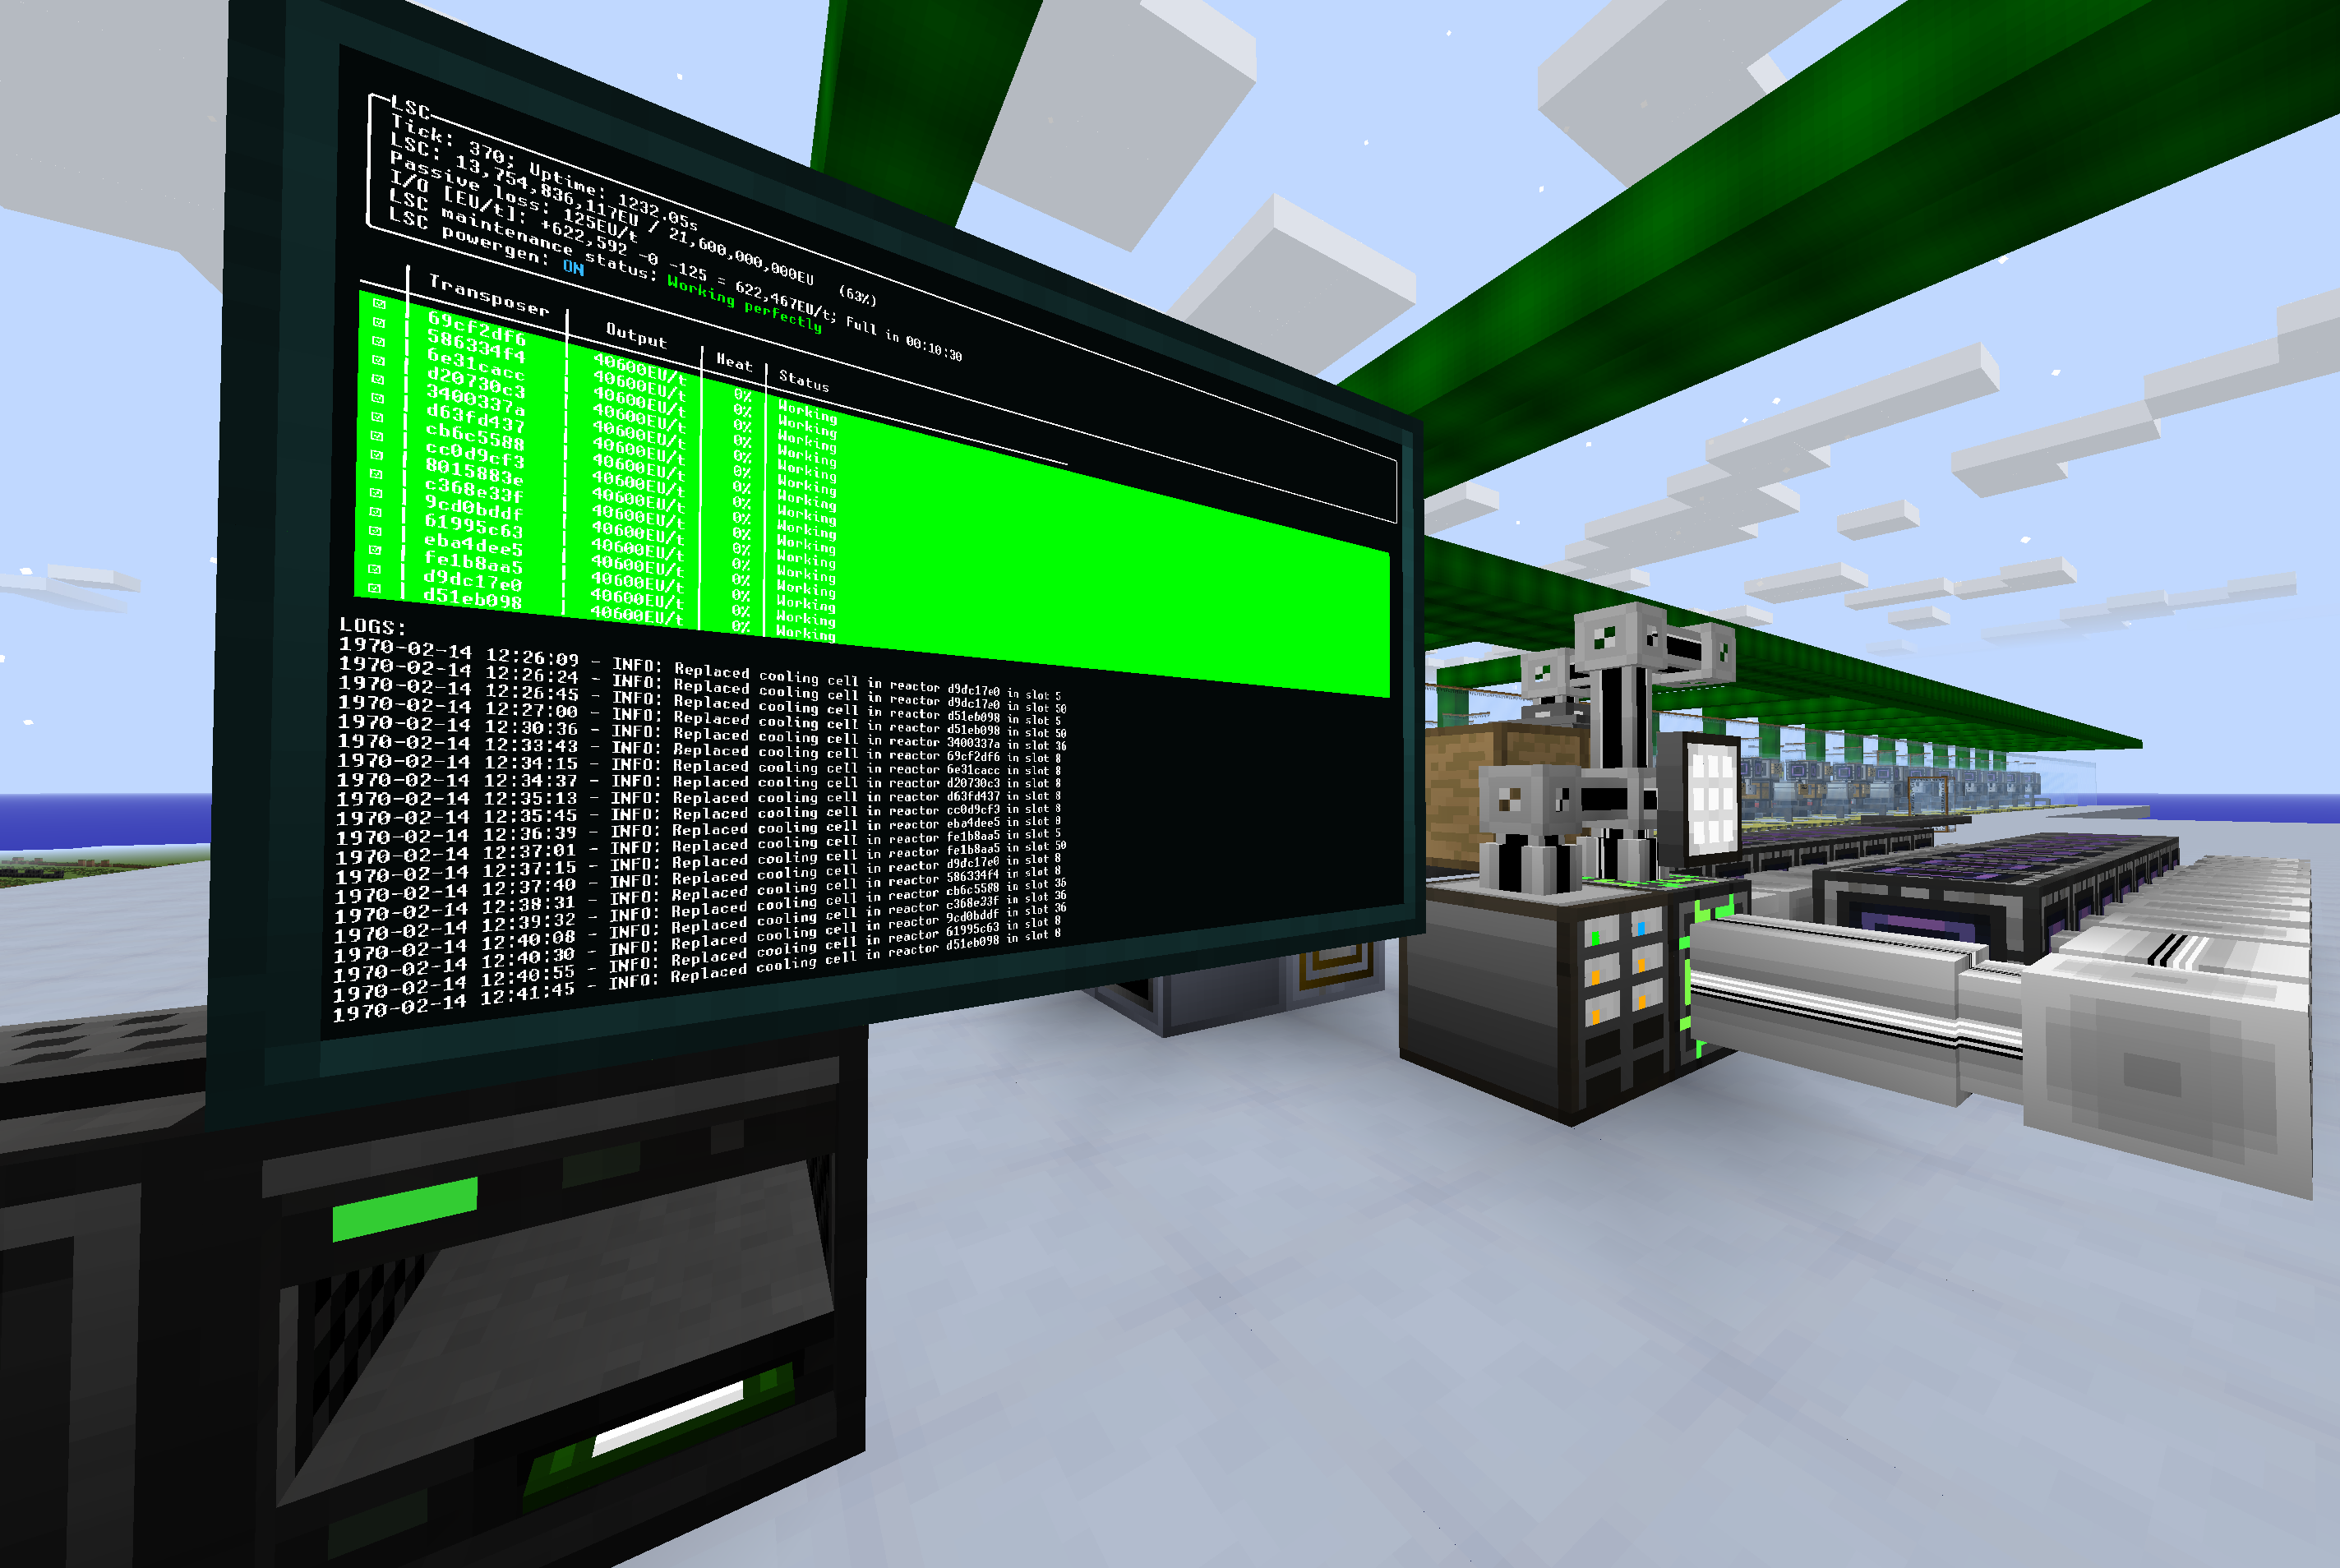 LSC
Tick: 370; Uptime: 1232.05s
LSC: 13,754,836,117EU / 21,600,000,000EU (63%)
Passive loss: 125EU/t
I/O [EU/t]: +622,592 -0 -125 = 622,467EU/t; Full in 00:10:30
LSC maintenance status: Working perfectly
LSC powergen: ON
Transposer | Output | Heat | Status
69cf2df6 | 40600EU/t | 0% | Working
586334f4 | 40600EU/t | 0% | Working
6e31cacc | 40600EU/t | 0% | Working
d20730c3 | 40600EU/t | 0% | Working
3400337a | 40600EU/t | 0% | Working
d63fd437 | 40600EU/t | 0% | Working
cb6c5588 | 40600EU/t | 0% | Working
cc0d9cf3 | 40600EU/t | 0% | Working
8015883e | 40600EU/t | 0% | Working
c368e33f | 40600EU/t | 0% | Working
9cd0bddf | 40600EU/t | 0% | Working
61995c63 | 40600EU/t | 0% | Working
eba4dee5 | 40600EU/t | 0% | Working
fe1b8aa5 | 40600EU/t | 0% | Working
d9dc17e0 | 40600EU/t | 0% | Working
d51eb098 | 40600EU/t | 0% | Working
LOGS:
1970-02-14 12:26:09 - INFO: Replaced cooling cell in reactor d9dc17e0 in slot 5
1970-02-14 12:26:24 - INFO: Replaced cooling cell in reactor d9dc17e0 in slot 50
1970-02-14 12:26:45 - INFO: Replaced cooling cell in reactor d51eb098 in slot 5
1970-02-14 12:27:00 - INFO: Replaced cooling cell in reactor d51eb098 in slot 50
1970-02-14 12:30:36 - INFO: Replaced cooling cell in reactor 3400337a in slot 36
1970-02-14 12:33:43 - INFO: Replaced cooling cell in reactor 69cf2df6 in slot 8
1970-02-14 12:34:15 - INFO: Replaced cooling cell in reactor 6e31cacc in slot 8
1970-02-14 12:34:37 - INFO: Replaced cooling cell in reactor d20730c3 in slot 8
1970-02-14 12:35:13 - INFO: Replaced cooling cell in reactor d63fd437 in slot 8
1970-02-14 12:35:45 - INFO: Replaced cooling cell in reactor cc0d9cf3 in slot 8
1970-02-14 12:36:39 - INFO: Replaced cooling cell in reactor eba4dee5 in slot 8
1970-02-14 12:37:01 - INFO: Replaced cooling cell in reactor fe1b8aa5 in slot 5
1970-02-14 12:37:15 - INFO: Replaced cooling cell in reactor fe1b8aa5 in slot 50
1970-02-14 12:37:40 - INFO: Replaced cooling cell in reactor d9dc17e0 in slot 8
1970-02-14 12:38:31 - INFO: Replaced cooling cell in reactor 586334f4 in slot 8
1970-02-14 12:39:32 - INFO: Replaced cooling cell in reactor cb6c5588 in slot 36
1970-02-14 12:40:08 - INFO: Replaced cooling cell in reactor c368e33f in slot 36
1970-02-14 12:40:30 - INFO: Replaced cooling cell in reactor 9cd0bddf in slot 36
1970-02-14 12:40:55 - INFO: Replaced cooling cell in reactor 61995c63 in slot 8
1970-02-14 12:41:45 - INFO: Replaced cooling cell in reactor d51eb098 in slot 8